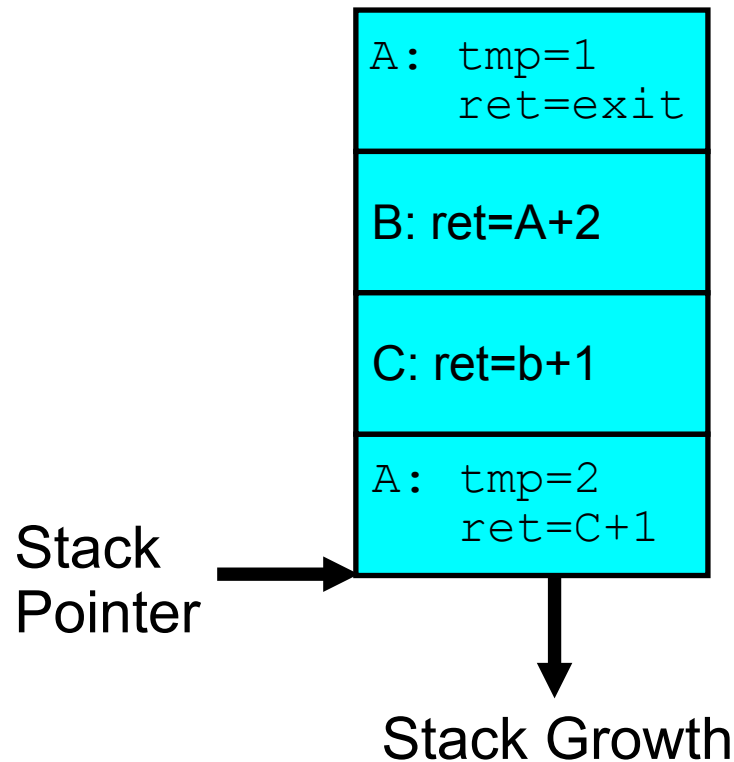 A: tmp=1
ret=exit
B: ret=A+2
C: ret=b+1
A: tmp=2
ret=C+1
Stack
Pointer
Stack Growth